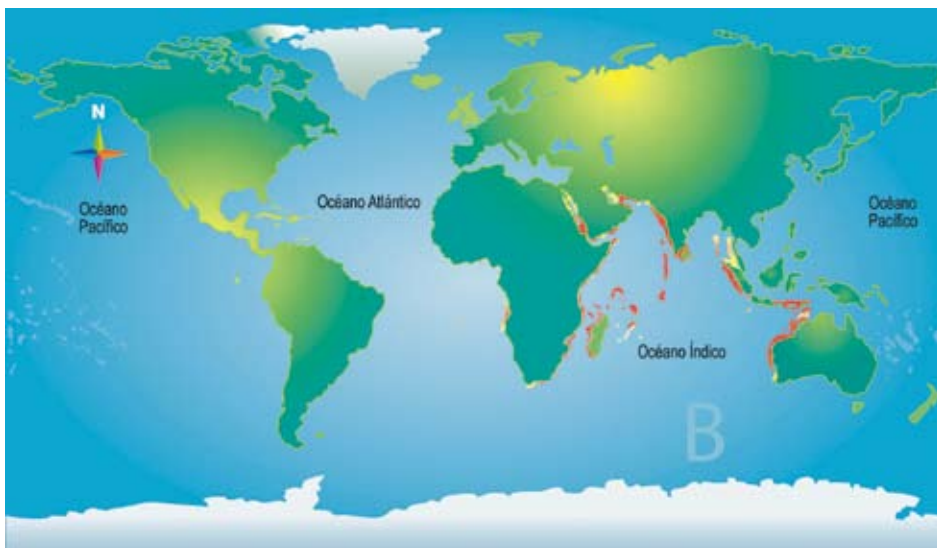 N
Océano Atlántico
Océano
Pacífico
Océano
Pacífico
Océano Índico
B